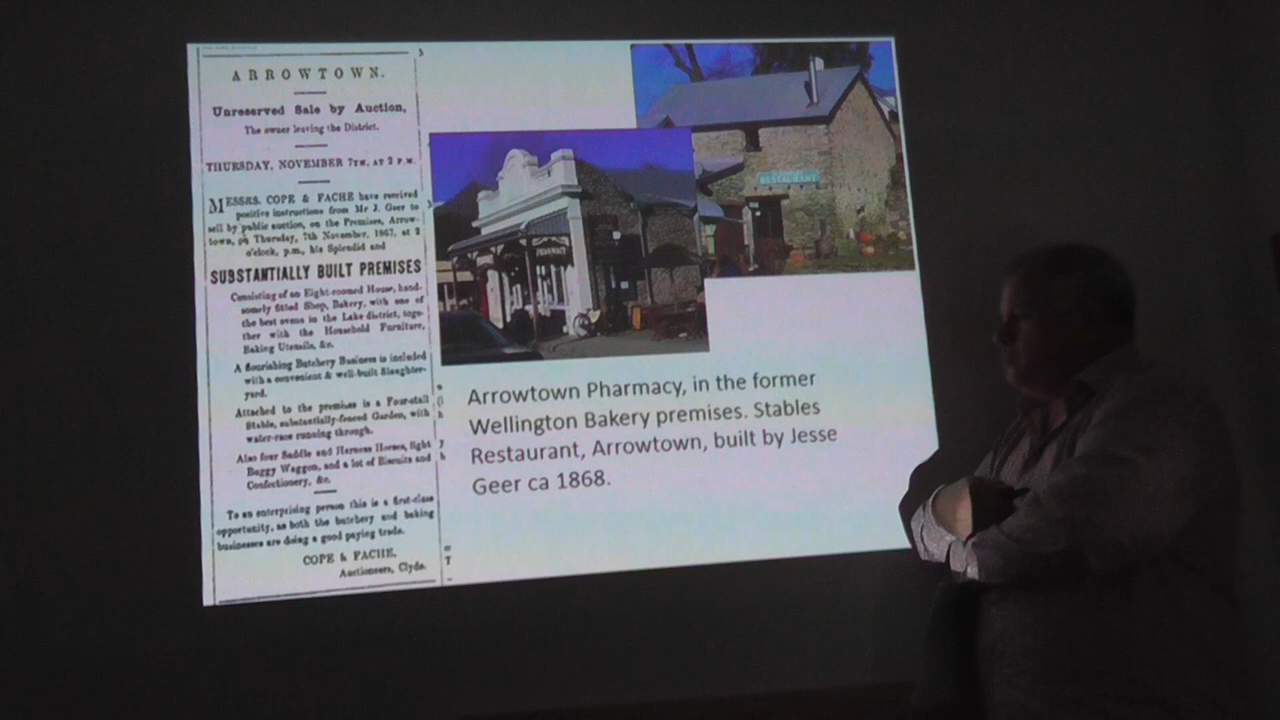 ARROWTOWN.
Unreserved Sale by Auction,
The owner leaving the District.
THURSDAY, NOVEMBER 7TH, AT 2 P.M.
MESSRS. COPE & FACHE have received
positive instructions from Mr J. Geer to
sell by public auction, on the Premises, Arrow-
town, on Thursday, 7th November, 1867, at 2
o'clock, p.m., his Splendid and
SUBSTANTIALLY BUILT PREMISES
Consisting of an Eight-roomed House, hand-
somely fitted Shop, Bakery, with one of
the best ovens in the Lake district, toge-
ther with the Household Furniture,
Baking Utensils, &c.
A flourishing Butchery Business is included
with a convenient & well-built Slaughter-
yard.
Attached to the premises is a Four-stall
Stable, substantially-fenced Garden, with
water-race running through.
Also four Saddle and Harness Horses, light
Buggy Waggon, and a lot of Biscuits and
Confectionery, &c.
To an enterprising person this is a first-class
opportunity, as both the butchery and baking
businesses are doing a good paying trade.
COPE & FACHE,
Auctioneers, Clyde.
PHARMACY
RESTAURANT
Arrowtown Pharmacy, in the former
Wellington Bakery premises. Stables
Restaurant, Arrowtown, built by Jesse
Geer ca 1868.